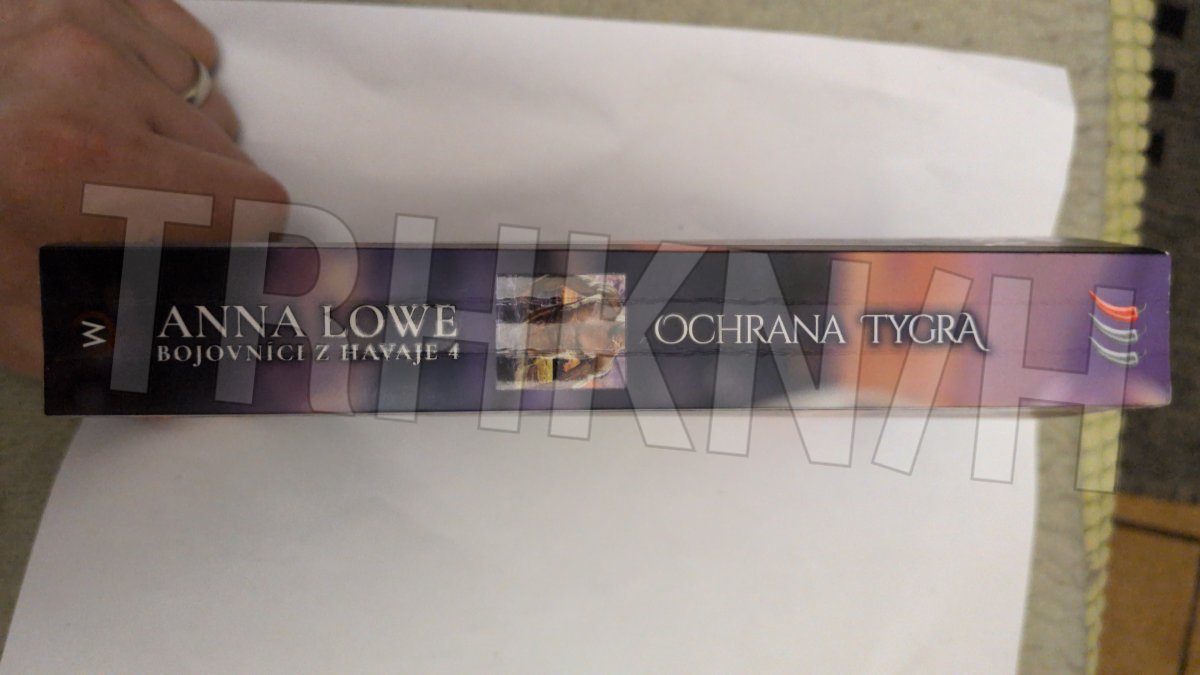 W
ANNA LOWE
BOJOVNÍCI Z HAVAJE 4
OCHRANA TYGRA
TRHKNIH